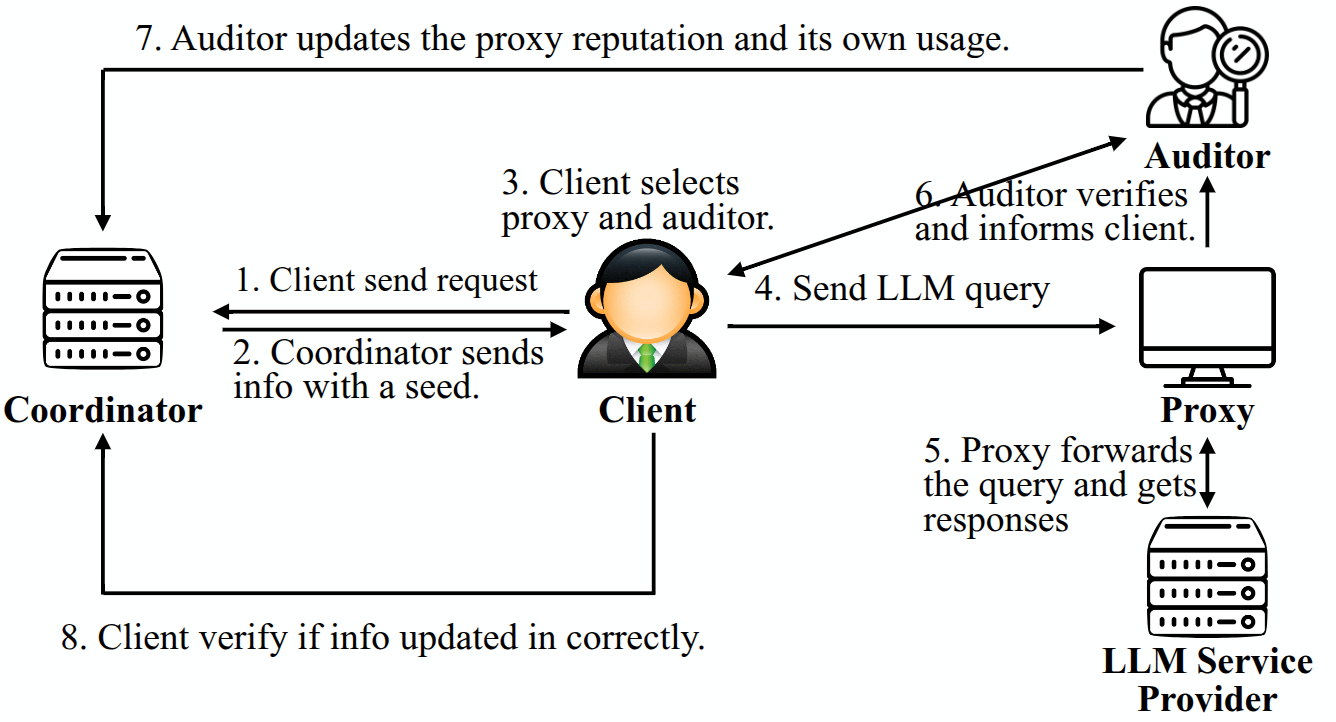 7. Auditor updates the proxy reputation and its own usage.
Auditor
3. Client selects
proxy and auditor.
6. Auditor verifies
and informs client.
1. Client send request
2. Coordinator sends
info with a seed.
4. Send LLM query
Coordinator
Client
Proxy
5. Proxy forwards
the query and gets
responses
8. Client verify if info updated in correctly.
LLM Service
Provider